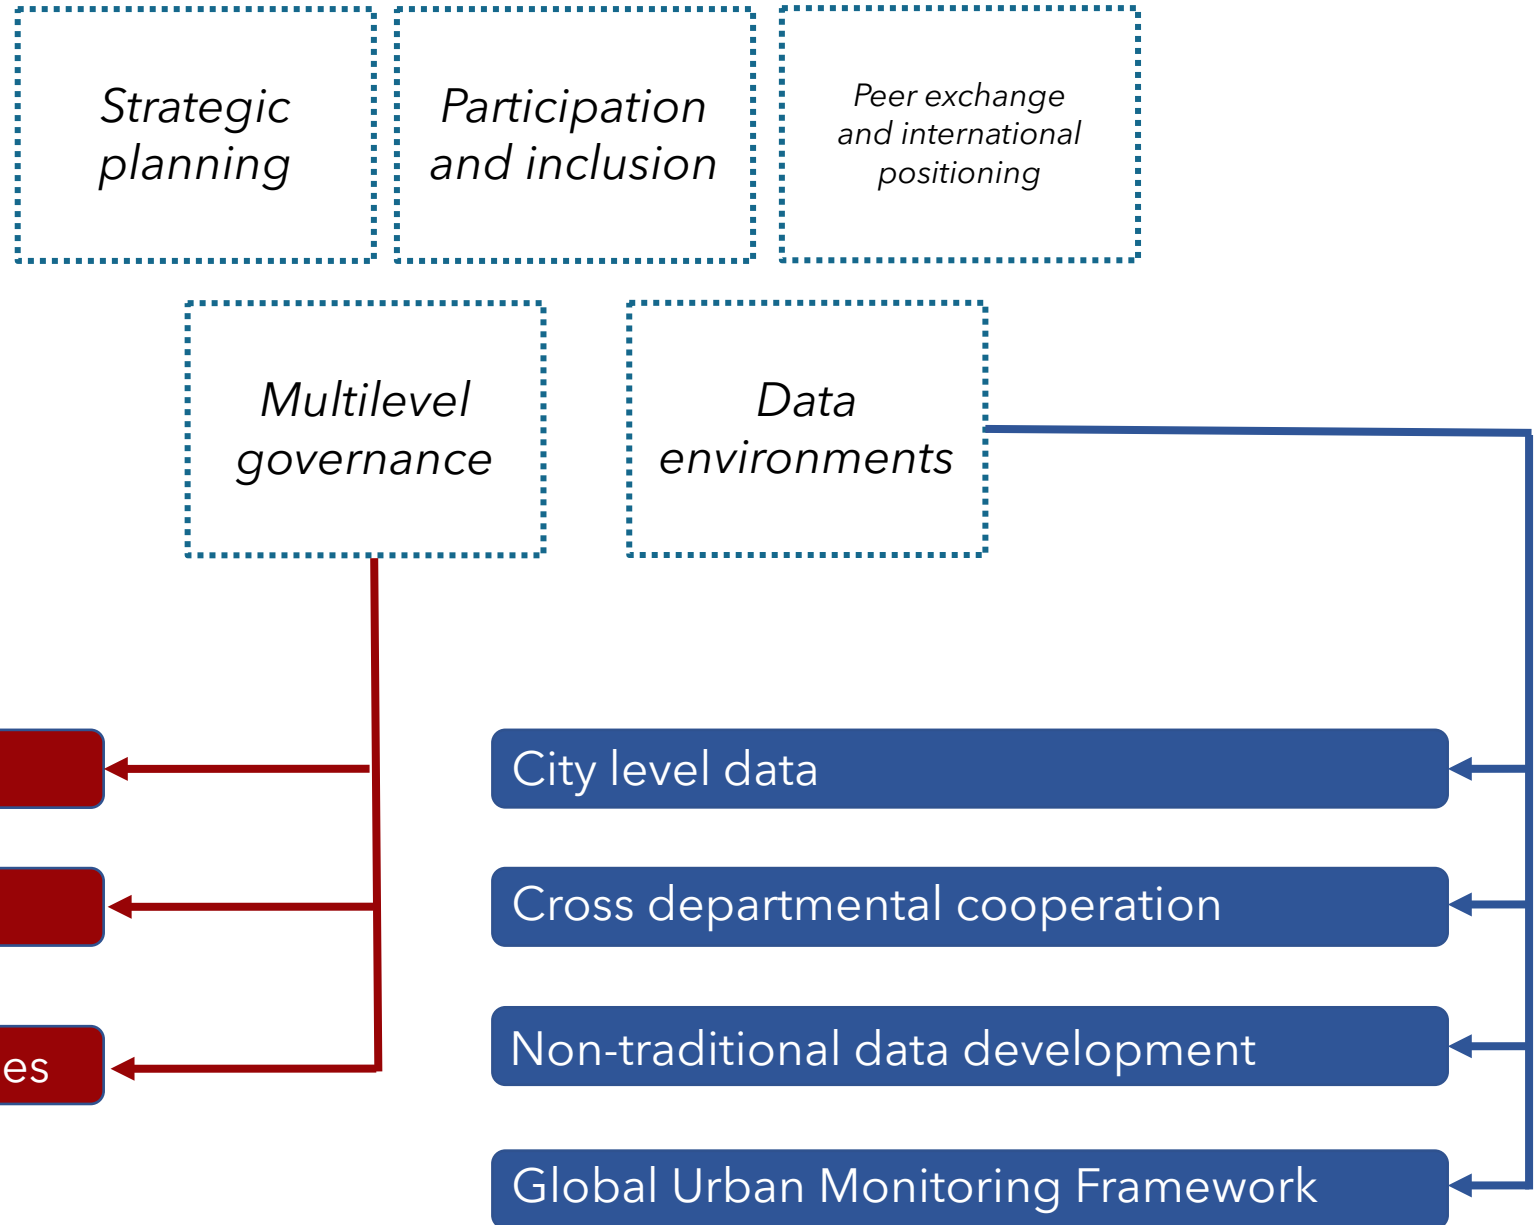 Strategic
planning
Participation
and inclusion
Peer exchange
and international
positioning
Multilevel
governance
Data
environments
City level data
Cross departmental cooperation
Non-traditional data development
es
Global Urban Monitoring Framework